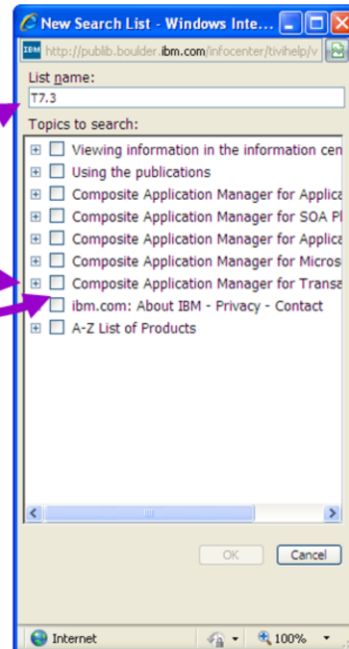 New Search List - Windows Inte...
IBM http://publib.boulder.ibm.com/infocenter/tivihelp/v
List name:
T7.3
Topics to search:
Viewing information in the information cen
Using the publications
Composite Application Manager for Applica
Composite Application Manager for SOA Pl
Composite Application Manager for Applica
Composite Application Manager for Micros
Composite Application Manager for Transa
ibm.com: About IBM - Privacy - Contact
A-Z List of Products
OK Cancel
Internet 100%